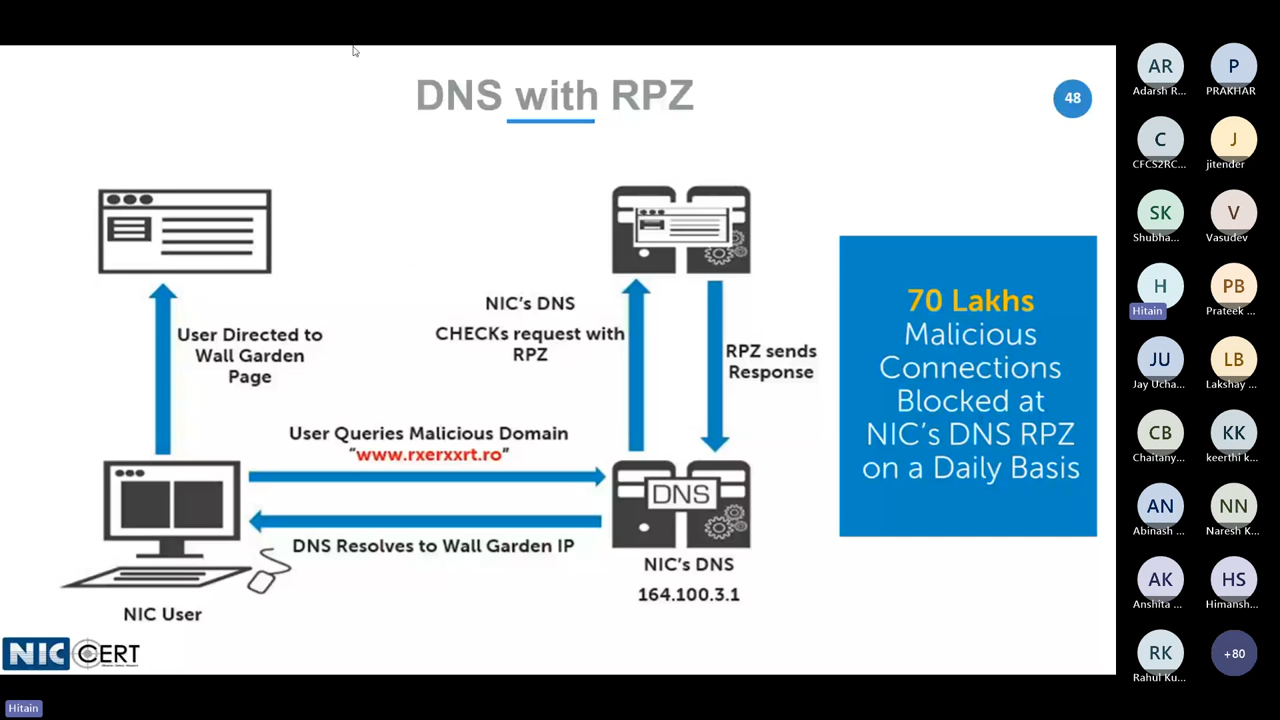 DNS with RPZ
48
NIC's DNS
CHECKs request with
RPZ
User Directed to
Wall Garden
Page
RPZ sends
Response
User Queries Malicious Domain
"www.rxerxxrt.ro"
DNS
DNS Resolves to Wall Garden IP
NIC's DNS
164.100.3.1
NIC User
70 Lakhs
Malicious
Connections
Blocked at
NIC's DNS RPZ
on a Daily Basis
NIC CERT
Hitain
AR
Adarsh R...
P
PRAKHAR
C
CFCS2RC...
J
jitender
SK
Shubha...
V
Vasudev
H
Hitain
PB
Prateek ...
JU
Jay Ucha...
LB
Lakshay ...
CB
Chaitany...
KK
keerthi k...
AN
Abinash ...
NN
Naresh K...
AK
Anshita ...
HS
Himansh...
RK
Rahul Ku...
+80